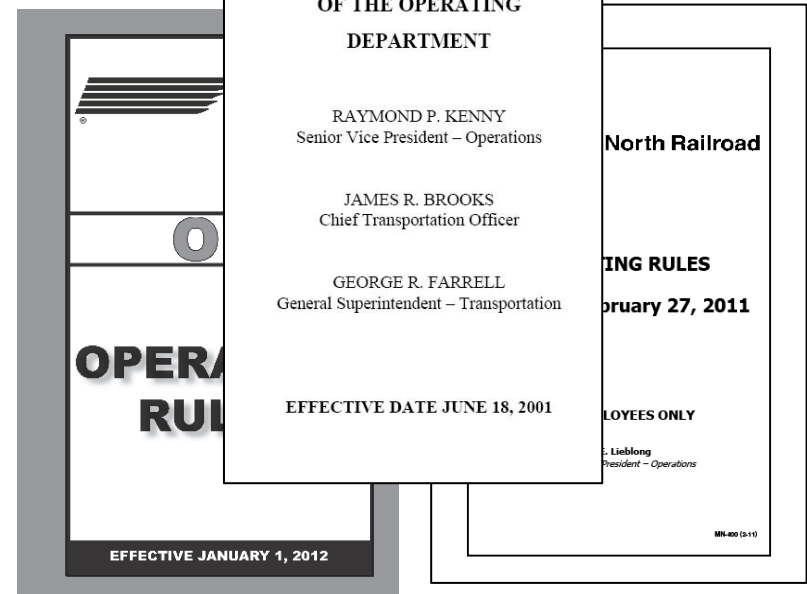 OF THE OPERATING
DEPARTMENT
RAYMOND P. KENNY
Senior Vice President – Operations
JAMES R. BROOKS
Chief Transportation Officer
GEORGE R. FARRELL
General Superintendent – Transportation
EFFECTIVE DATE JUNE 18, 2001
®
O
OPERA
RUL
EFFECTIVE JANUARY 1, 2012
North Railroad
ING RULES
bruary 27, 2011
LOYEES ONLY
E. Lieblong
President – Operations
MN-400 (2-11)